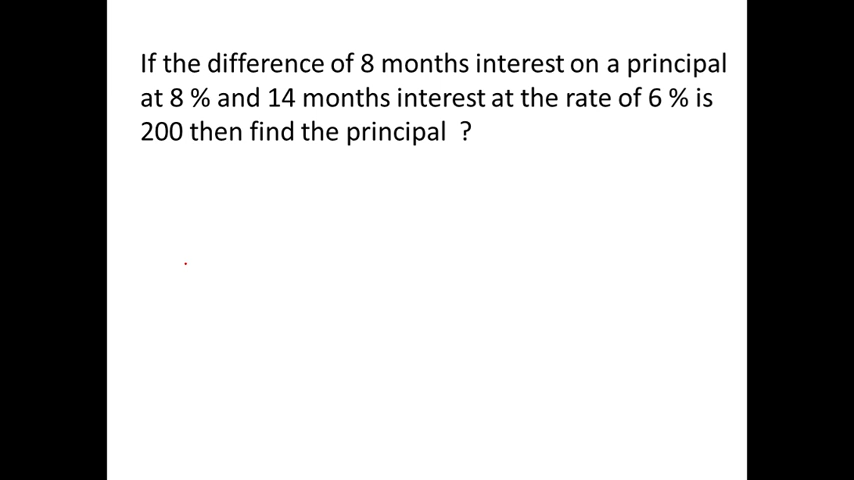 If the difference of 8 months interest on a principal
at 8 % and 14 months interest at the rate of 6 % is
200 then find the principal  ?